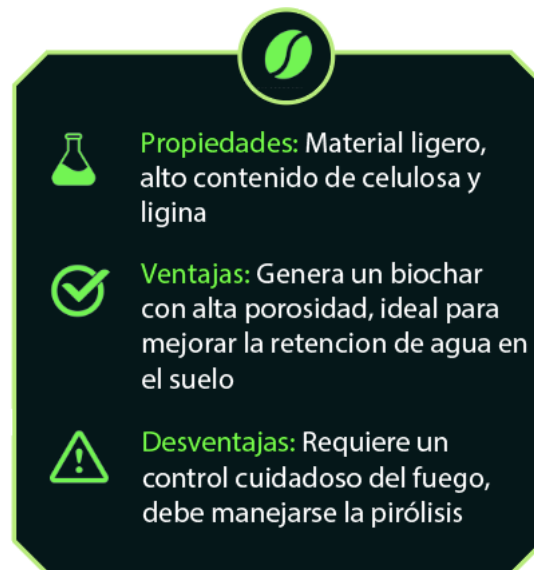 Propiedades: Material ligero,
alto contenido de celulosa y
ligina
Ventajas: Genera un biochar
con alta porosidad, ideal para
mejorar la retencion de agua en
el suelo
Desventajas: Requiere un
control cuidadoso del fuego,
debe manejarse la pirólisis